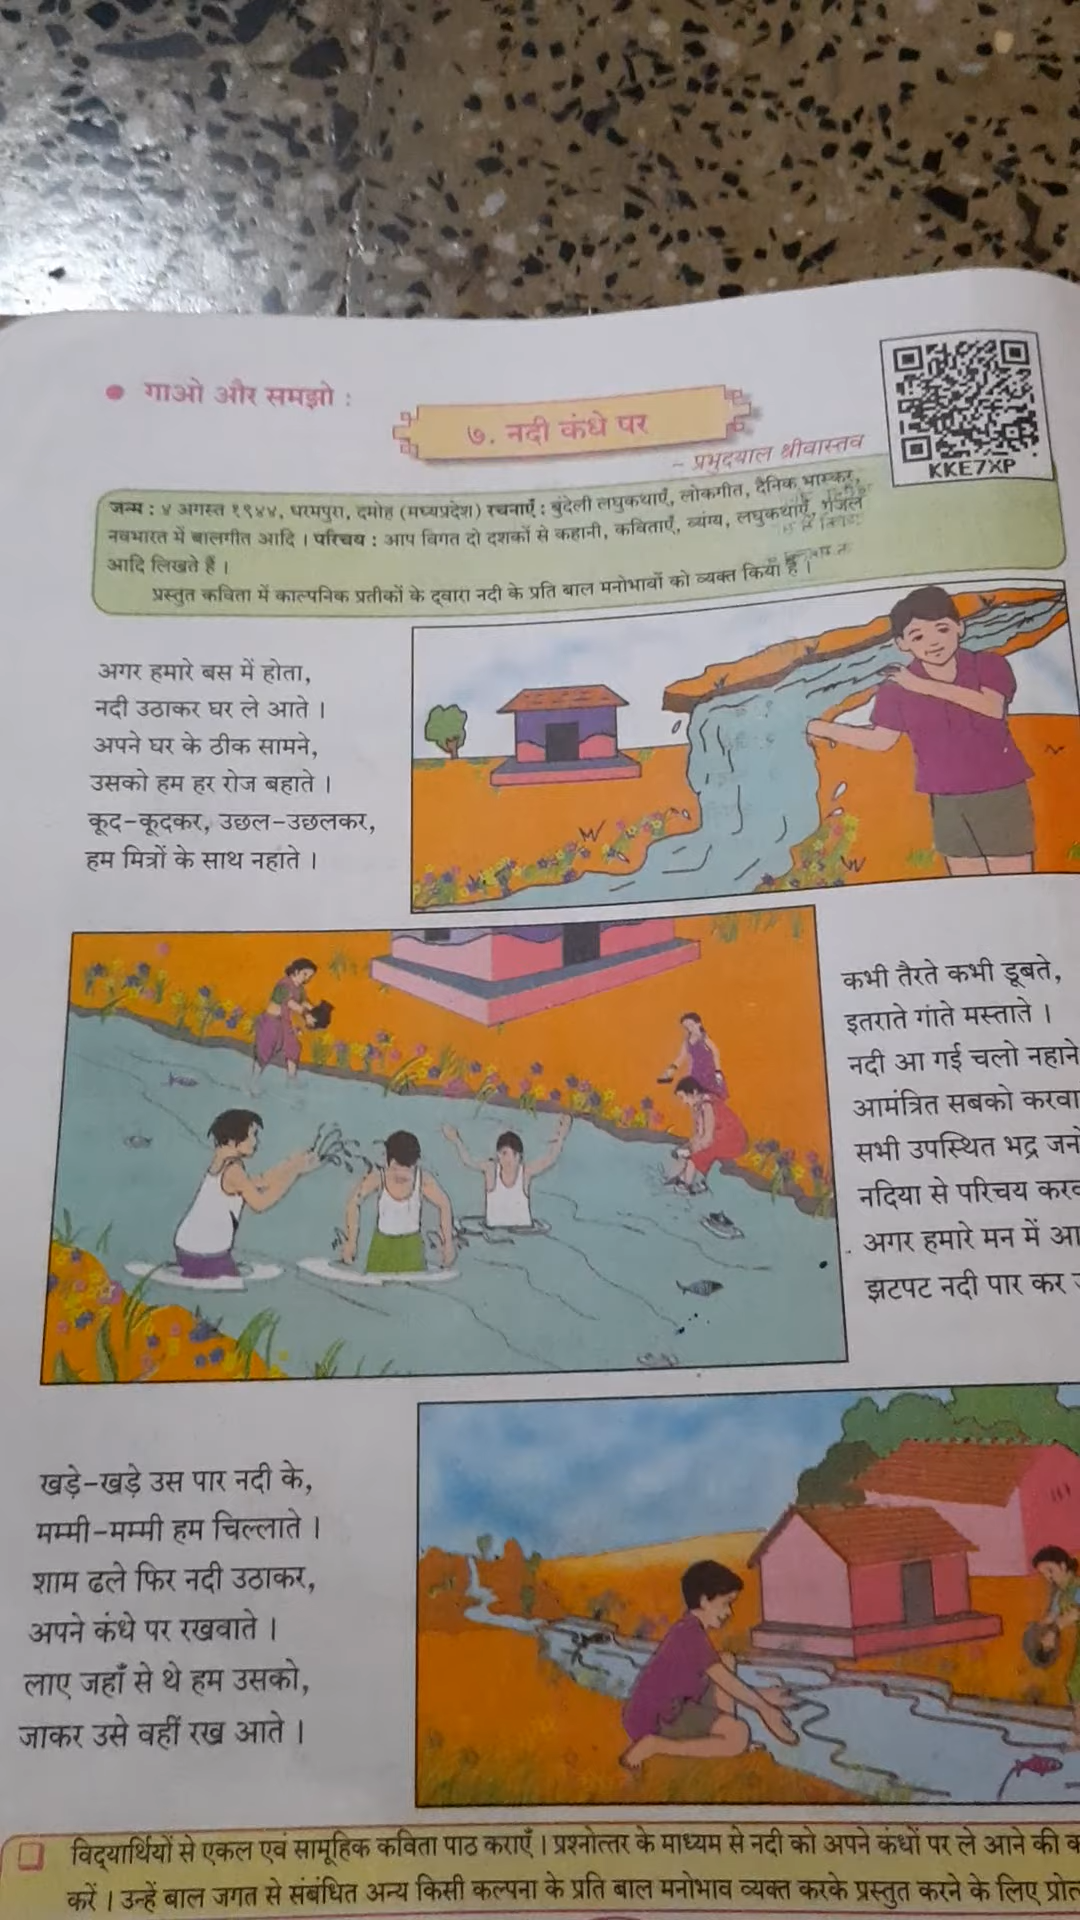 गाओ और समझो :
७. नदी कंधे पर
– प्रभुदयाल श्रीवास्तव
KKE7XP
जन्म : ४ अगस्त १९४४, धरमपुरा, दमोह (मध्यप्रदेश) रचनाएँ : बुंदेली लघुकथाएँ, लोकगीत, दैनिक भास्कर,
नवभारत में बालगीत आदि । परिचय : आप विगत दो दशकों से कहानी, कविताएँ, व्यंग्य, लघुकथाएँ, गजल
आदि लिखते हैं ।
प्रस्तुत कविता में काल्पनिक प्रतीकों के द्वारा नदी के प्रति बाल मनोभावों को व्यक्त किया है ।
अगर हमारे बस में होता,
नदी उठाकर घर ले आते ।
अपने घर के ठीक सामने,
उसको हम हर रोज बहाते ।
कूद-कूदकर, उछल-उछलकर,
हम मित्रों के साथ नहाते ।
कभी तैरते कभी डूबते,
इतराते गाते मस्ताते ।
नदी आ गई चलो नहाने
आमंत्रित सबको करवा
सभी उपस्थित भद्र जनों
नदिया से परिचय करव
अगर हमारे मन में आ
झटपट नदी पार कर
खड़े-खड़े उस पार नदी के,
मम्मी-मम्मी हम चिल्लाते ।
शाम ढले फिर नदी उठाकर,
अपने कंधे पर रखवाते ।
लाए जहाँ से थे हम उसको,
जाकर उसे वहीं रख आते ।
विद्यार्थियों से एकल एवं सामूहिक कविता पाठ कराएँ । प्रश्नोत्तर के माध्यम से नदी को अपने कंधों पर ले आने की
करें । उन्हें बाल जगत से संबंधित अन्य किसी कल्पना के प्रति बाल मनोभाव व्यक्त करके प्रस्तुत करने के लिए